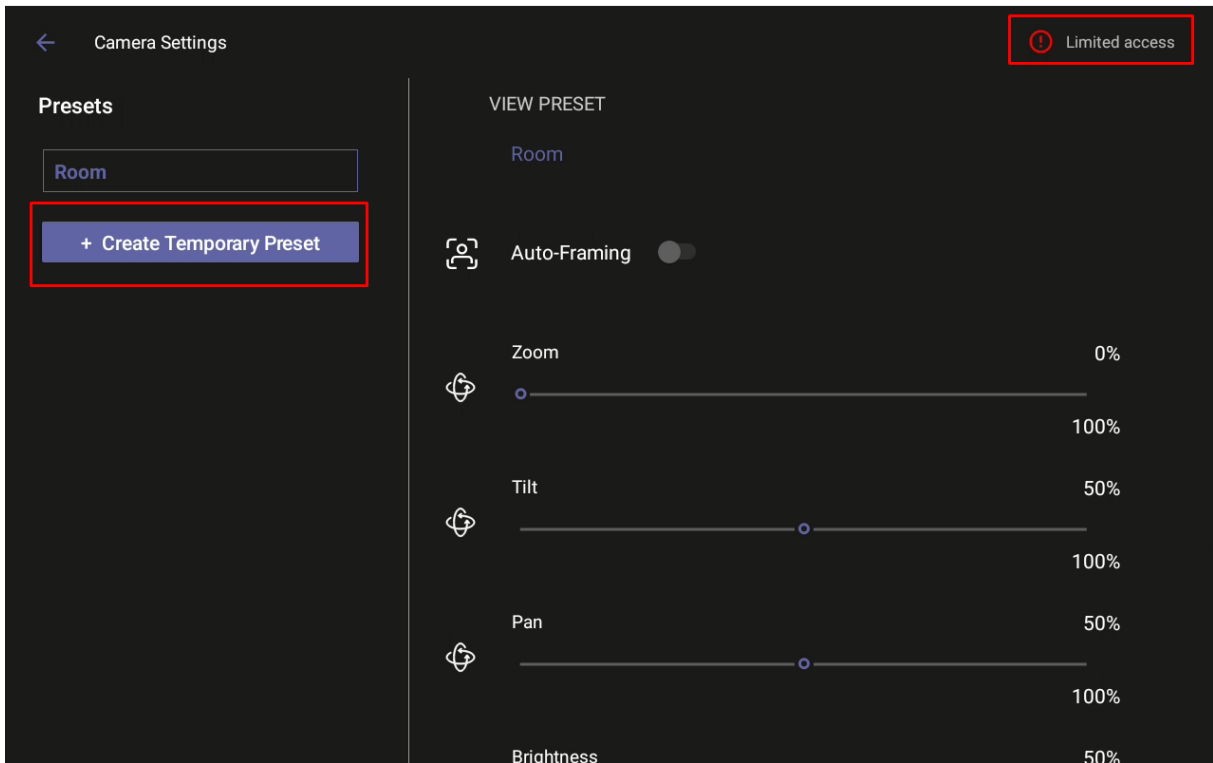 Camera Settings
Limited access
Presets
Room
+ Create Temporary Preset
VIEW PRESET
Room
Auto-Framing
Zoom 0%
100%
Tilt 50%
100%
Pan 50%
100%
Brightness 50%